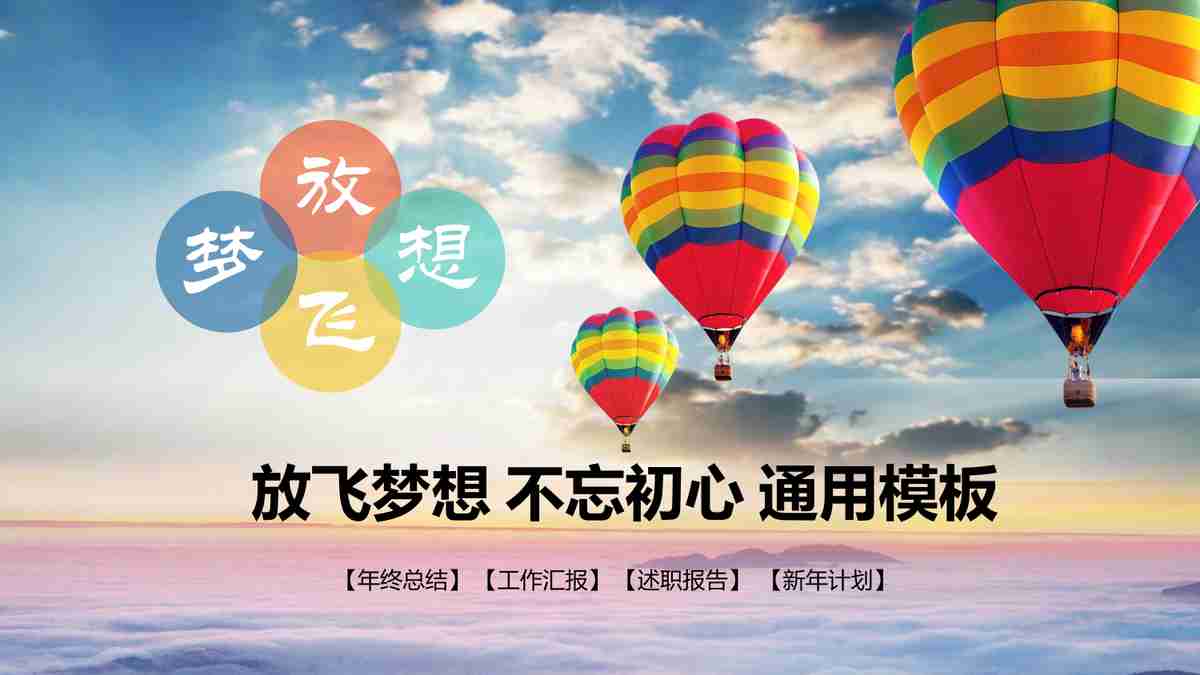 放
梦 想
飞
放飞梦想 不忘初心 通用模板
【年终总结】【工作汇报】【述职报告】【新年计划】